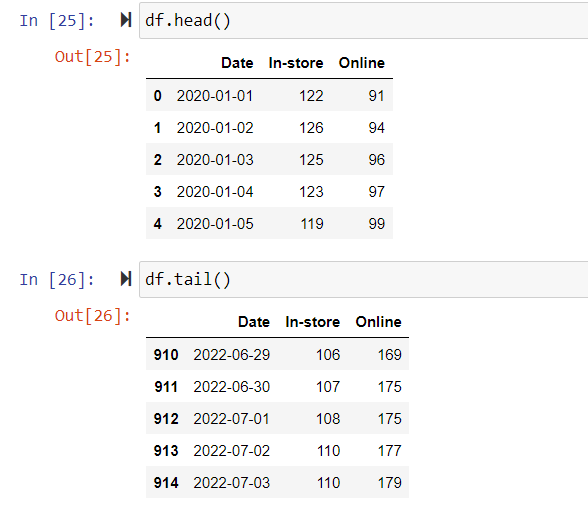 In [25]: df.head()
Out[25]:
Date In-store Online
0 2020-01-01 122 91
1 2020-01-02 126 94
2 2020-01-03 125 96
3 2020-01-04 123 97
4 2020-01-05 119 99
In [26]: df.tail()
Out[26]:
Date In-store Online
910 2022-06-29 106 169
911 2022-06-30 107 175
912 2022-07-01 108 175
913 2022-07-02 110 177
914 2022-07-03 110 179